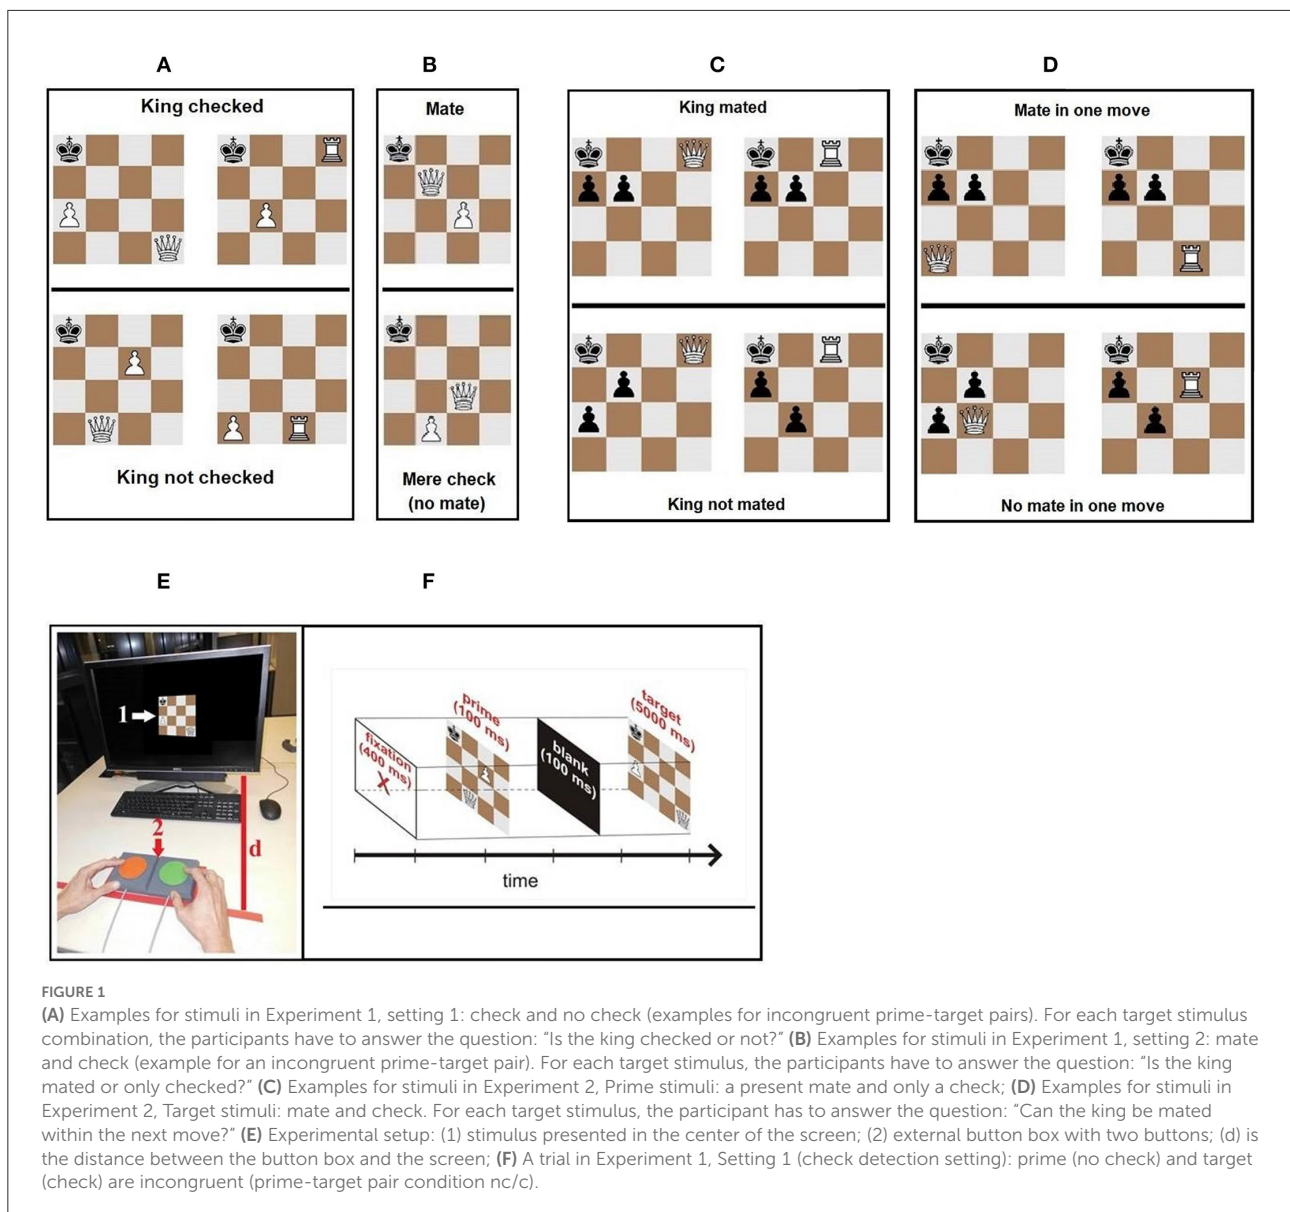 A
B
C
D
King checked
Mate
King mated
Mate in one move
King not checked
Mere check
(no mate)
King not mated
No mate in one move
E
F
1
2
d
fixation
(400 ms)
X
prime
(100 ms)
blank
(100 ms)
target
(5000 ms)
time
FIGURE 1
(A) Examples for stimuli in Experiment 1, setting 1: check and no check (examples for incongruent prime-target pairs). For each target stimulus
combination, the participants have to answer the question: “Is the king checked or not?” (B) Examples for stimuli in Experiment 1, setting 2: mate
and check (example for an incongruent prime-target pair). For each target stimulus, the participants have to answer the question: “Is the king
mated or only checked?” (C) Examples for stimuli in Experiment 2, Prime stimuli: a present mate and only a check; (D) Examples for stimuli in
Experiment 2, Target stimuli: mate and check. For each target stimulus, the participant has to answer the question: “Can the king be mated
within the next move?” (E) Experimental setup: (1) stimulus presented in the center of the screen; (2) external button box with two buttons; (d) is
the distance between the button box and the screen; (F) A trial in Experiment 1, Setting 1 (check detection setting): prime (no check) and target
(check) are incongruent (prime-target pair condition nc/c).